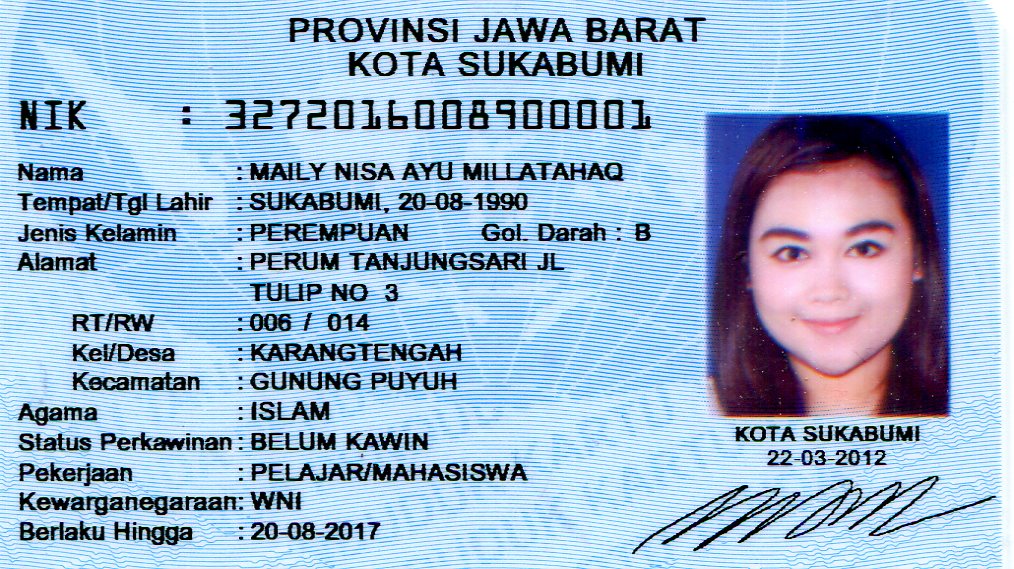 PROVINSI JAWA BARAT
KOTA SUKABUMI
NIK : 3272016008900001
Nama : MAILY NISA AYU MILLATAHAQ
Tempat/Tgl Lahir : SUKABUMI, 20-08-1990
Jenis Kelamin : PEREMPUAN Gol. Darah : B
Alamat : PERUM TANJUNGSARI JL
TULIP NO 3
RT/RW : 006 / 014
Kel/Desa : KARANGTENGAH
Kecamatan : GUNUNG PUYUH
Agama : ISLAM
Status Perkawinan : BELUM KAWIN
Pekerjaan : PELAJAR/MAHASISWA
Kewarganegaraan: WNI
Berlaku Hingga : 20-08-2017
KOTA SUKABUMI
22-03-2012